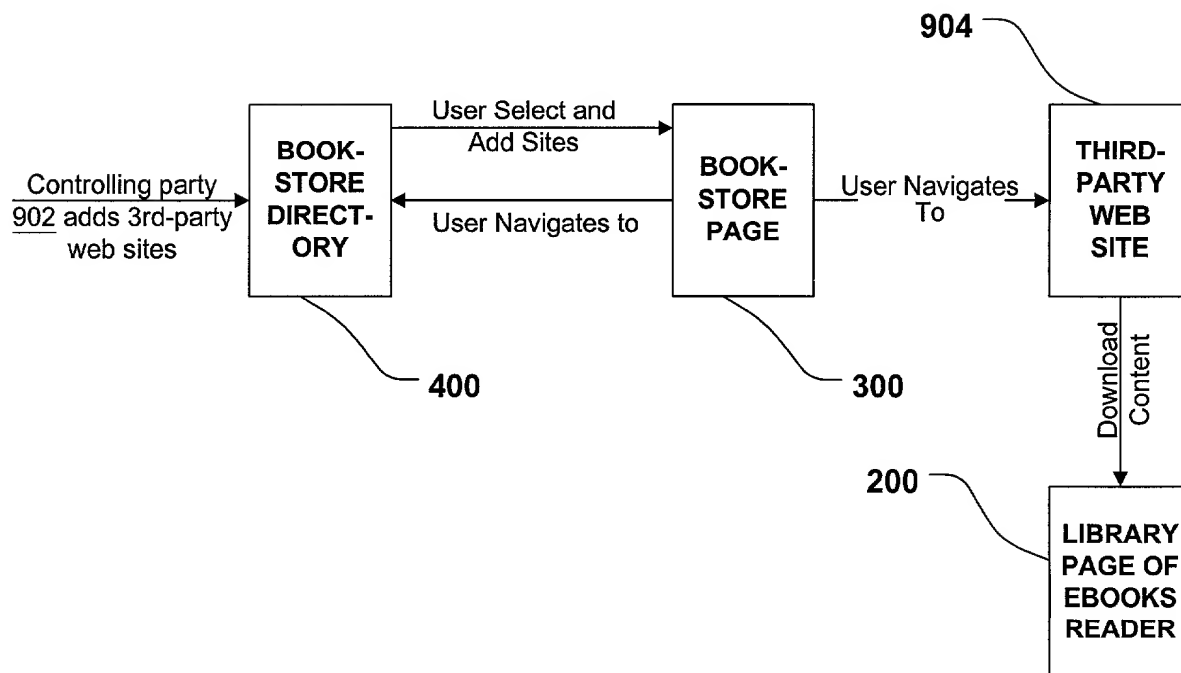 904
User Select and
Add Sites
BOOK-
STORE
DIRECT-
ORY
BOOK-
STORE
PAGE
THIRD-
PARTY
WEB
SITE
Controlling party
902 adds 3rd-party
web sites
User Navigates to
User Navigates
To
400
300
Download
Content
200
LIBRARY
PAGE OF
EBOOKS
READER